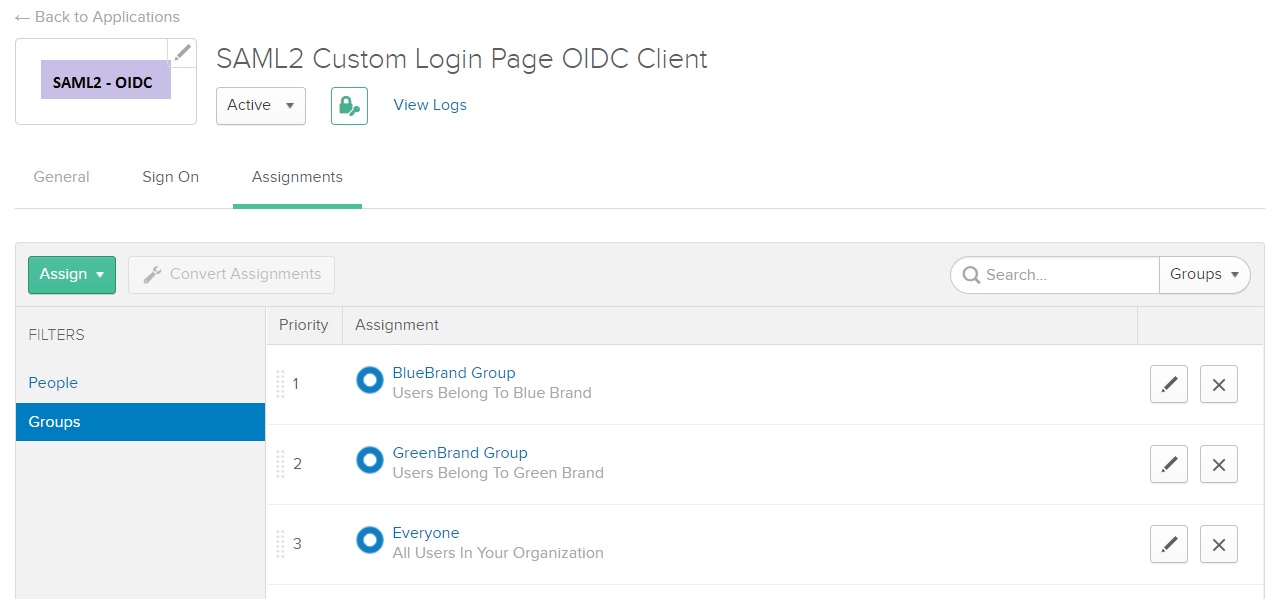 ← Back to Applications
SAML2 - OIDC
SAML2 Custom Login Page OIDC Client
Active
View Logs
General
Sign On
Assignments
Assign
Convert Assignments
Search...
Groups
FILTERS
Priority
Assignment
People
Groups
1
BlueBrand Group
Users Belong To Blue Brand
2
GreenBrand Group
Users Belong To Green Brand
3
Everyone
All Users In Your Organization